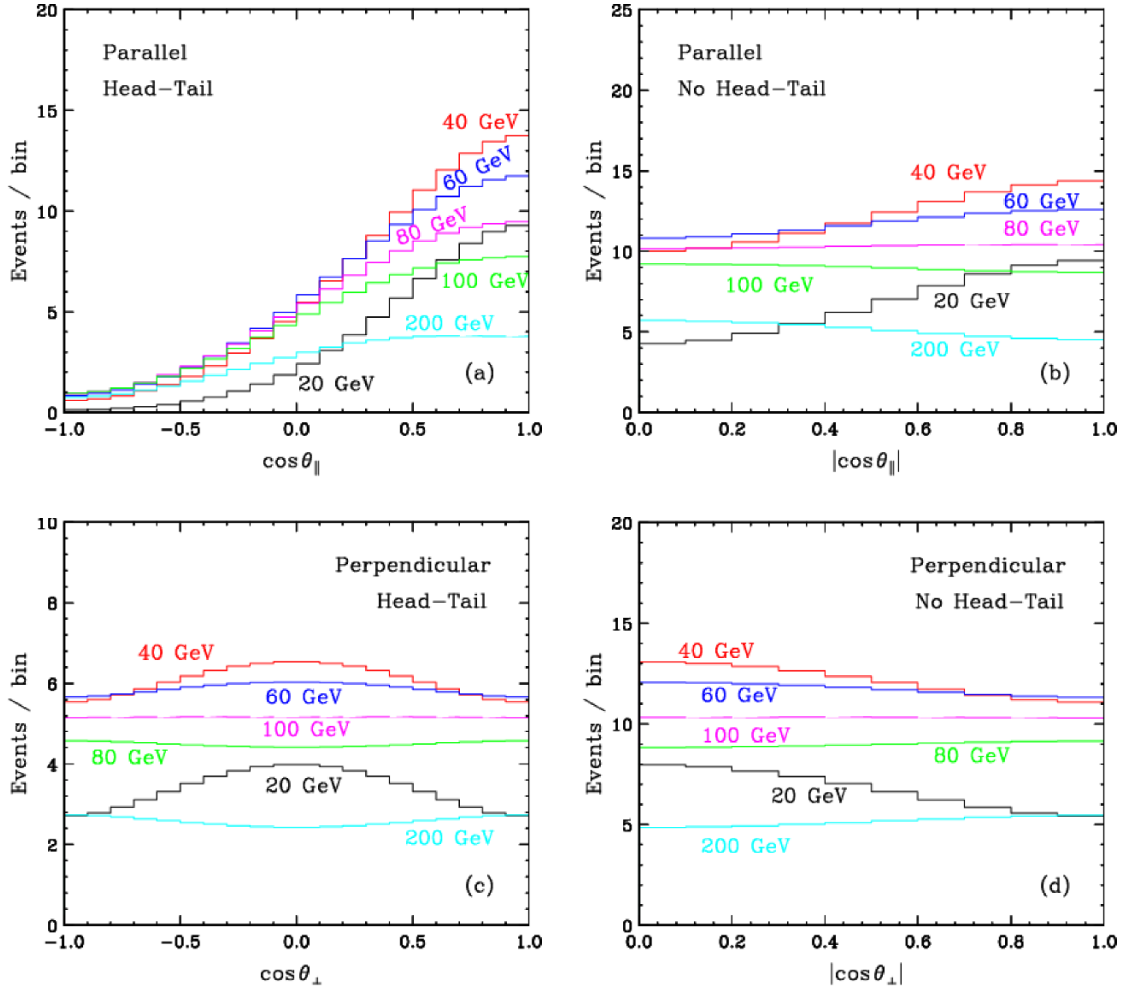 Parallel
Head-Tail
40 GeV
60 GeV
80 GeV
100 GeV
200 GeV
20 GeV
(a)
Events / bin
20
15
10
5
0
-1.0 -0.5 0.0 0.5 1.0
cosθ∥
Parallel
No Head-Tail
40 GeV
60 GeV
80 GeV
100 GeV
20 GeV
200 GeV
(b)
Events / bin
25
20
15
10
5
0
0.0 0.2 0.4 0.6 0.8 1.0
|cosθ∥|
Perpendicular
Head-Tail
40 GeV
60 GeV
100 GeV
80 GeV
20 GeV
200 GeV
(c)
Events / bin
10
8
6
4
2
0
-1.0 -0.5 0.0 0.5 1.0
cosθ⊥
Perpendicular
No Head-Tail
40 GeV
60 GeV
100 GeV
80 GeV
20 GeV
200 GeV
(d)
Events / bin
20
15
10
5
0
0.0 0.2 0.4 0.6 0.8 1.0
|cosθ⊥|